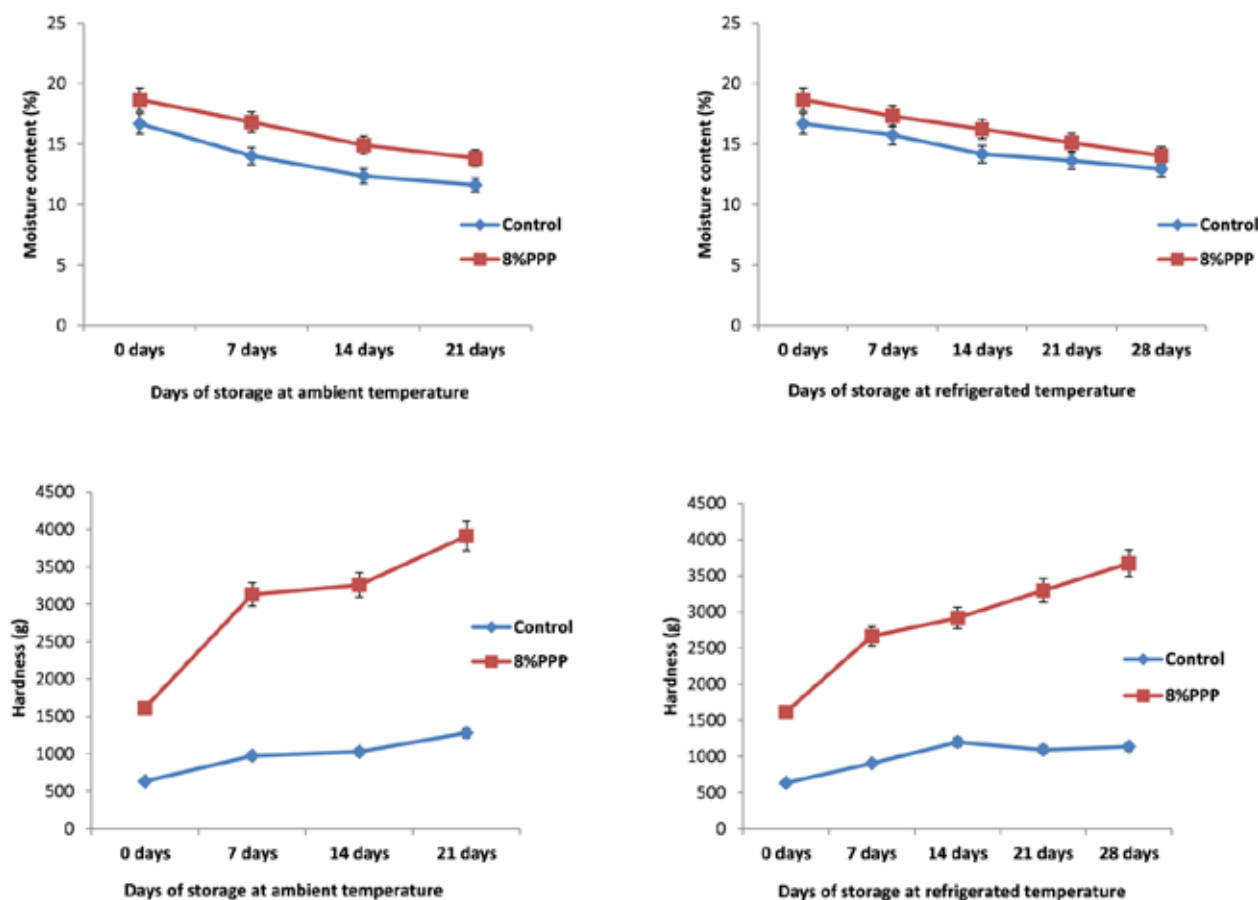 25
20
15
10
5
0
Moisture content (%)
Control
8%PPP
0 days 7 days 14 days 21 days
Days of storage at ambient temperature
25
20
15
10
5
0
Moisture content (%)
Control
8%PPP
0 days 7 days 14 days 21 days 28 days
Days of storage at refrigerated temperature
4500
4000
3500
3000
2500
2000
1500
1000
500
0
Hardness (g)
Control
8%PPP
0 days 7 days 14 days 21 days
Days of storage at ambient temperature
4500
4000
3500
3000
2500
2000
1500
1000
500
0
Hardness (g)
Control
8%PPP
0 days 7 days 14 days 21 days 28 days
Days of storage at refrigerated temperature